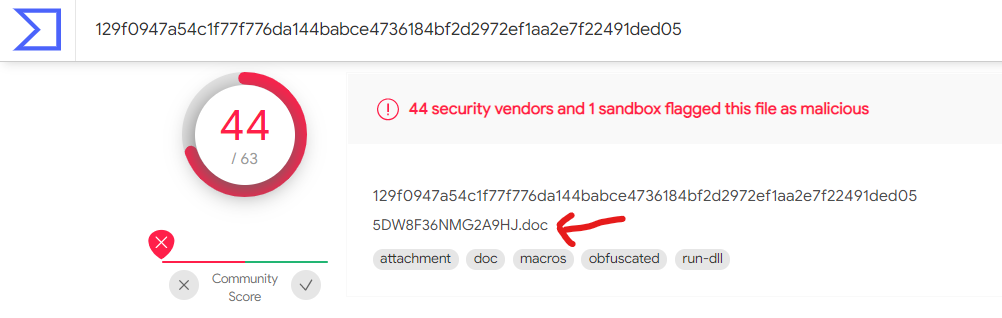 129f0947a54c1f77f776da144babce4736184bf2d2972ef1aa2e7f22491ded05
44
/ 63
44 security vendors and 1 sandbox flagged this file as malicious
129f0947a54c1f77f776da144babce4736184bf2d2972ef1aa2e7f22491ded05
5DW8F36NMG2A9HJ.doc
attachment doc macros obfuscated run-dll
Community
Score